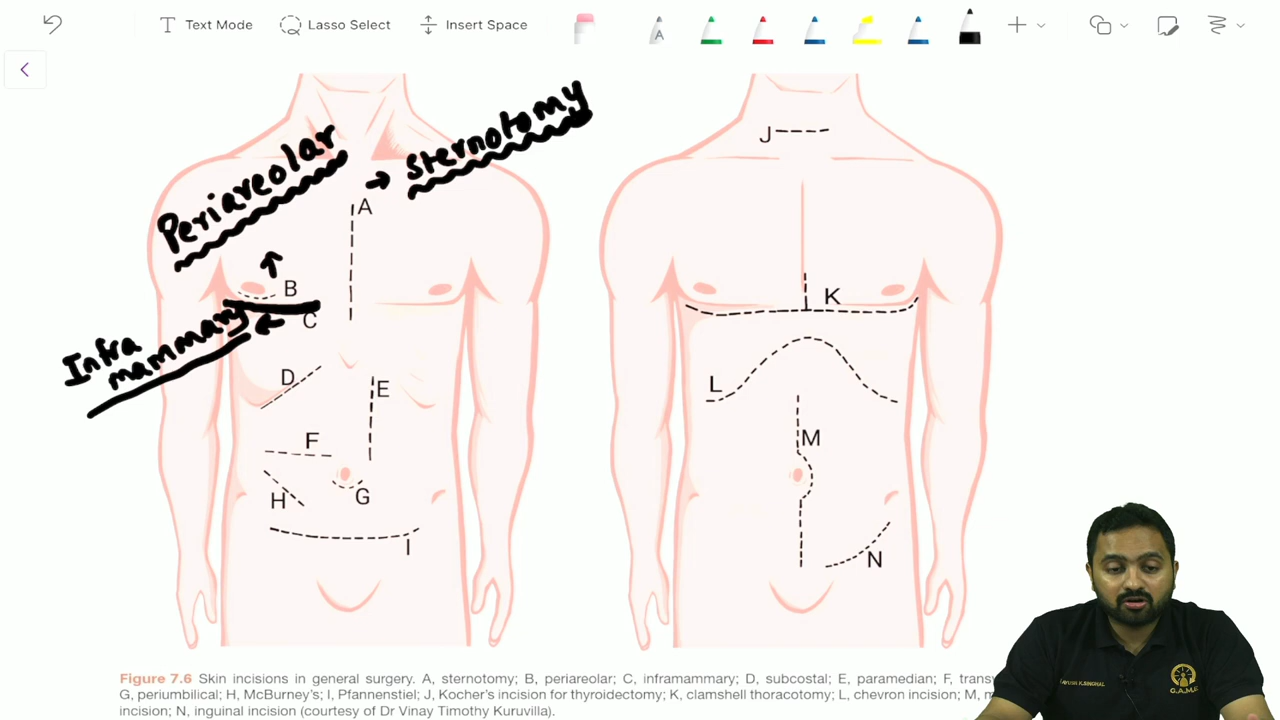 Text Mode
Lasso Select
Insert Space
A
Periareolar
→ Sternotomy
A
B
C
Infra
mammary
D
E
F
G
H
I
J
K
L
M
N
Figure 7.6 Skin incisions in general surgery. A, sternotomy; B, periareolar; C, inframammary; D, subcostal; E, paramedian; F,
G, periumbilical; H, McBurney's; I, Pfannenstiel; J, Kocher's incision for thyroidectomy; K, clamshell thoracotomy; L, chevron incision; M,
incision; N, inguinal incision (courtesy of Dr Vinay Timothy Kuruvilla).
AYUSH K.SINGHAL